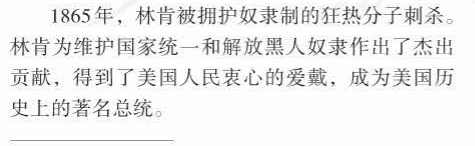 1865年，林肯被拥护奴隶制的狂热分子刺杀。
林肯为维护国家统一和解放黑人奴隶作出了杰出
贡献，得到了美国人民衷心的爱戴，成为美国历
史上的著名总统。